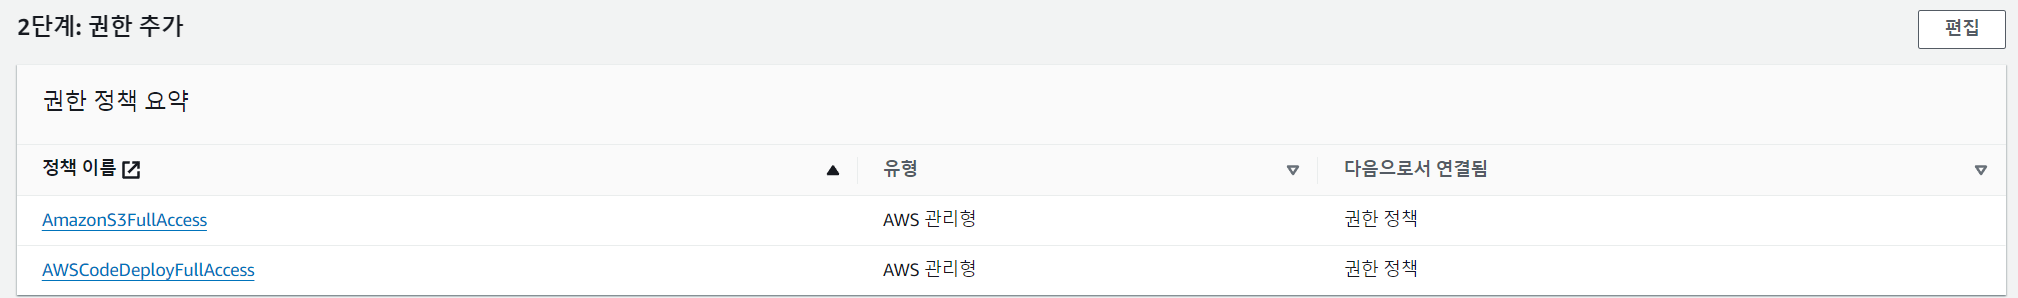 2단계: 권한 추가
편집
권한 정책 요약
정책 이름 유형 다음으로서 연결됨
AmazonS3FullAccess AWS 관리형 권한 정책
AWSCodeDeployFullAccess AWS 관리형 권한 정책